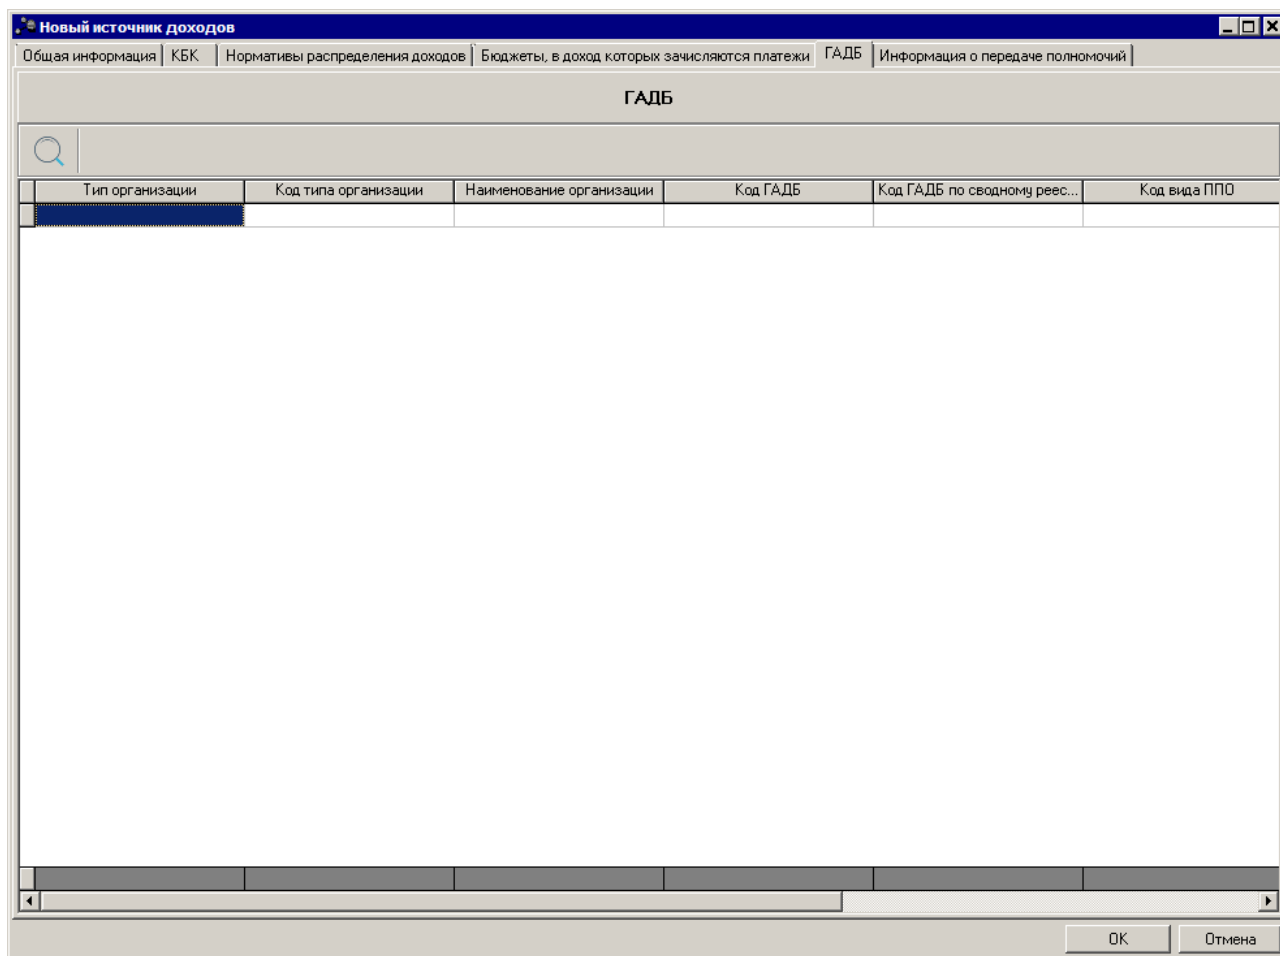 Новый источник доходов
Общая информация КБК Нормативы распределения доходов Бюджеты, в доход которых зачисляются платежи ГАДБ Информация о передаче полномочий
ГАДБ
Тип организации Код типа организации Наименование организации Код ГАДБ Код ГАДБ по сводному реес... Код вида ППО
OK Отмена